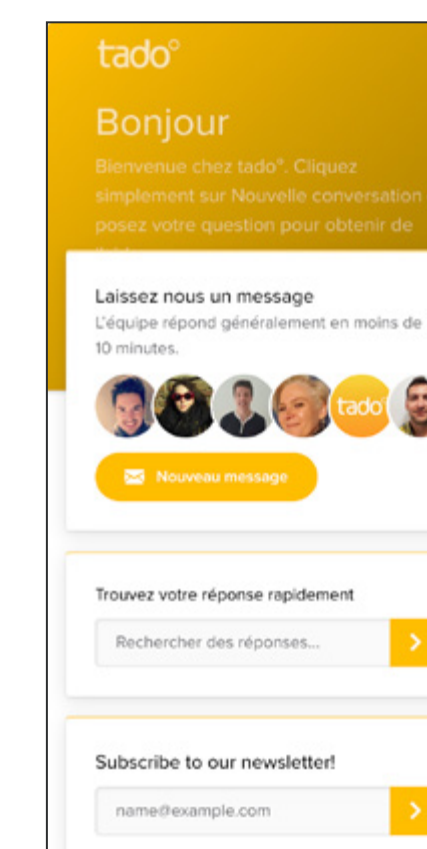 tado°
Bonjour
Bienvenue chez tado°. Cliquez
simplement sur Nouvelle conversation
posez votre question pour obtenir de
Laissez nous un message
L'équipe répond généralement en moins de
10 minutes.
tado°
Nouveau message
Trouvez votre réponse rapidement
Rechercher des réponses...
Subscribe to our newsletter!
name@example.com